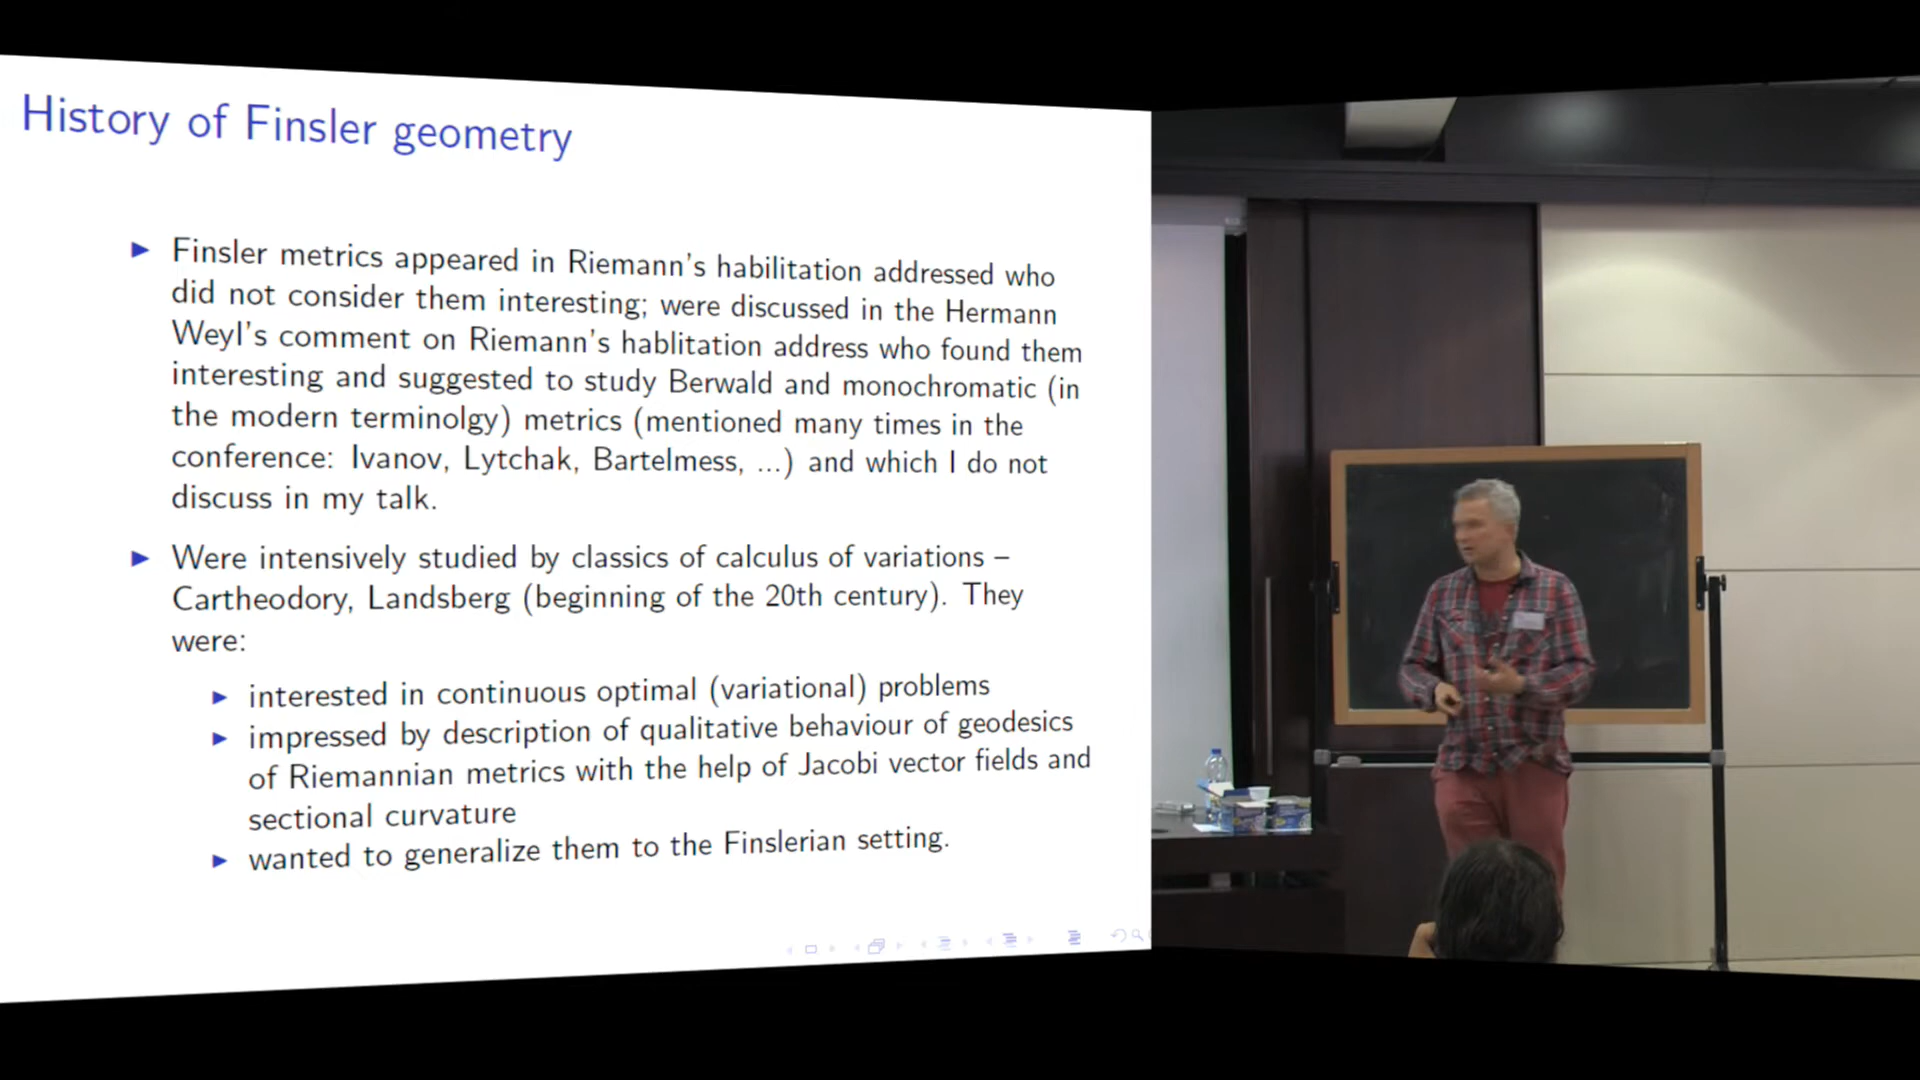 History of Finsler geometry
▶ Finsler metrics appeared in Riemann's habilitation addressed who
did not consider them interesting; were discussed in the Hermann
Weyl's comment on Riemann's hablitation address who found them
interesting and suggested to study Berwald and monochromatic (in
the modern terminolgy) metrics (mentioned many times in the
conference: Ivanov, Lytchak, Bartelmess, ...) and which I do not
discuss in my talk.
▶ Were intensively studied by classics of calculus of variations –
Cartheodory, Landsberg (beginning of the 20th century). They
were:
▶ interested in continuous optimal (variational) problems
▶ impressed by description of qualitative behaviour of geodesics
of Riemannian metrics with the help of Jacobi vector fields and
sectional curvature
▶ wanted to generalize them to the Finslerian setting.